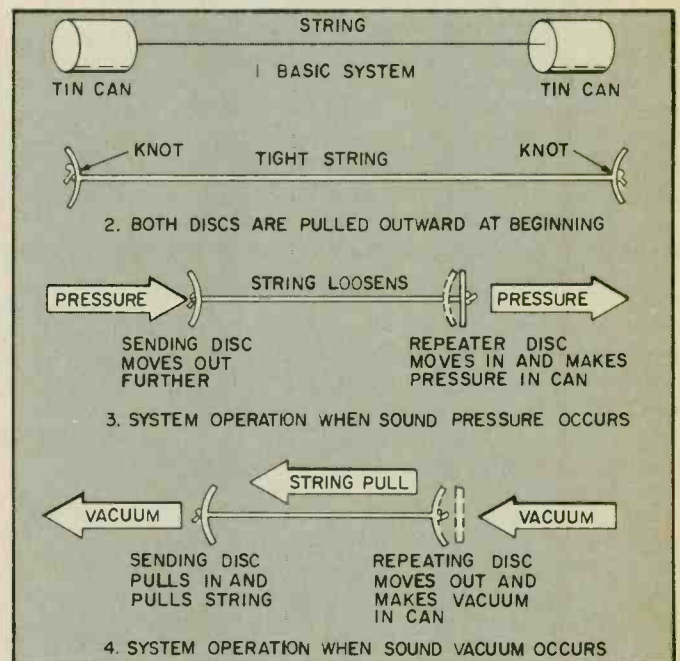 STRING
TIN CAN
1 BASIC SYSTEM
TIN CAN
KNOT
TIGHT STRING
KNOT
2. BOTH DISCS ARE PULLED OUTWARD AT BEGINNING
PRESSURE
STRING LOOSENS
PRESSURE
SENDING DISC
MOVES OUT
FURTHER
REPEATER DISC
MOVES IN AND MAKES
PRESSURE IN CAN
3. SYSTEM OPERATION WHEN SOUND PRESSURE OCCURS
STRING PULL
VACUUM
VACUUM
SENDING DISC
PULLS IN AND
PULLS STRING
REPEATING DISC
MOVES OUT AND
MAKES VACUUM
IN CAN
4. SYSTEM OPERATION WHEN SOUND VACUUM OCCURS